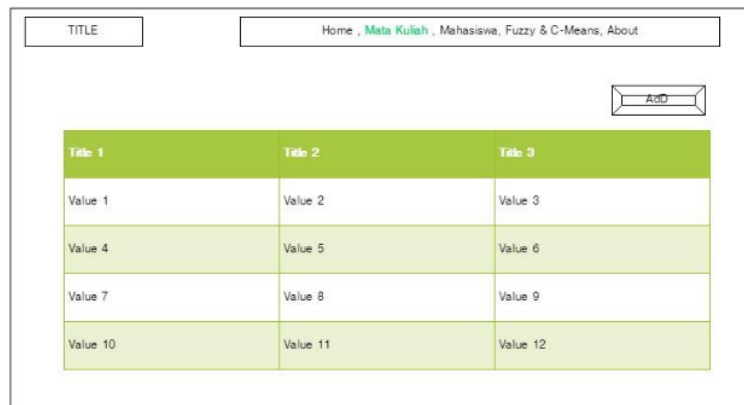 TITLE
Home , Mata Kuliah , Mahasiswa, Fuzzy & C-Means, About
AdD
Title 1 Title 2 Title 3
Value 1 Value 2 Value 3
Value 4 Value 5 Value 6
Value 7 Value 8 Value 9
Value 10 Value 11 Value 12